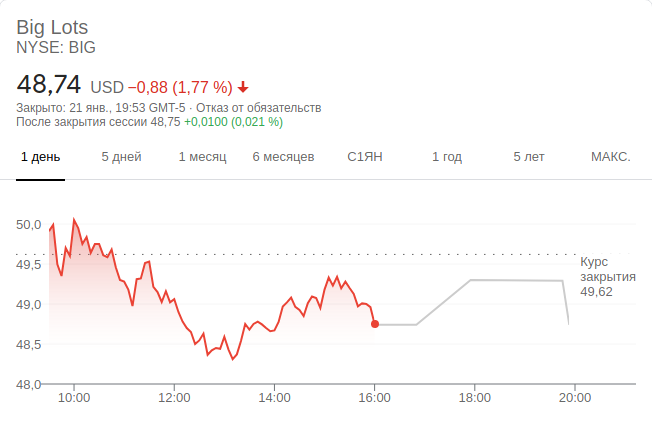 Big Lots
NYSE: BIG
48,74 USD −0,88 (1,77 %)
Закрыто: 21 янв., 19:53 GMT-5 · Отказ от обязательств
После закрытия сессии 48,75 +0,0100 (0,021 %)
1 день 5 дней 1 месяц 6 месяцев С1ЯН 1 год 5 лет МАКС.
50,0
49,5
49,0
48,5
48,0
Курс
закрытия
49,62
10:00 12:00 14:00 16:00 18:00 20:00